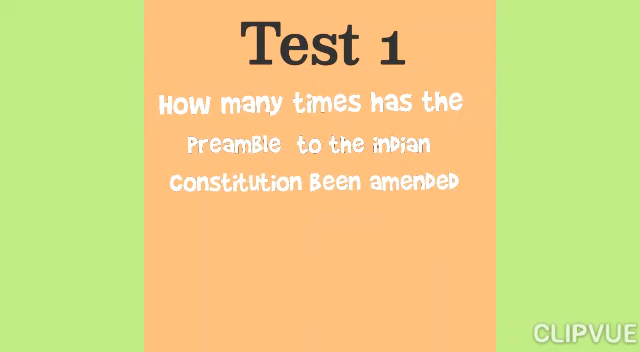 Test 1
How many times has the
Preamble to the indian
Constitution Been amended
CLIPVUE